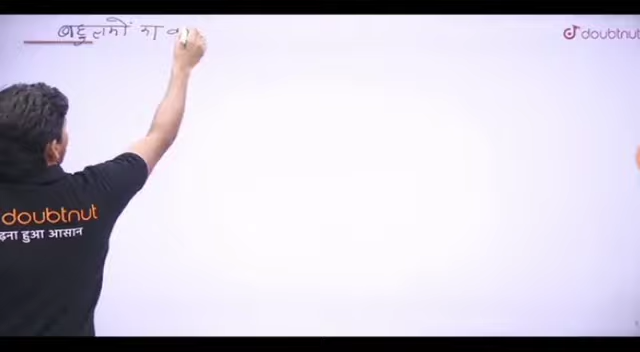 बहुलकों का व
doubtnut
doubtnut
ढ़ना हुआ आसान